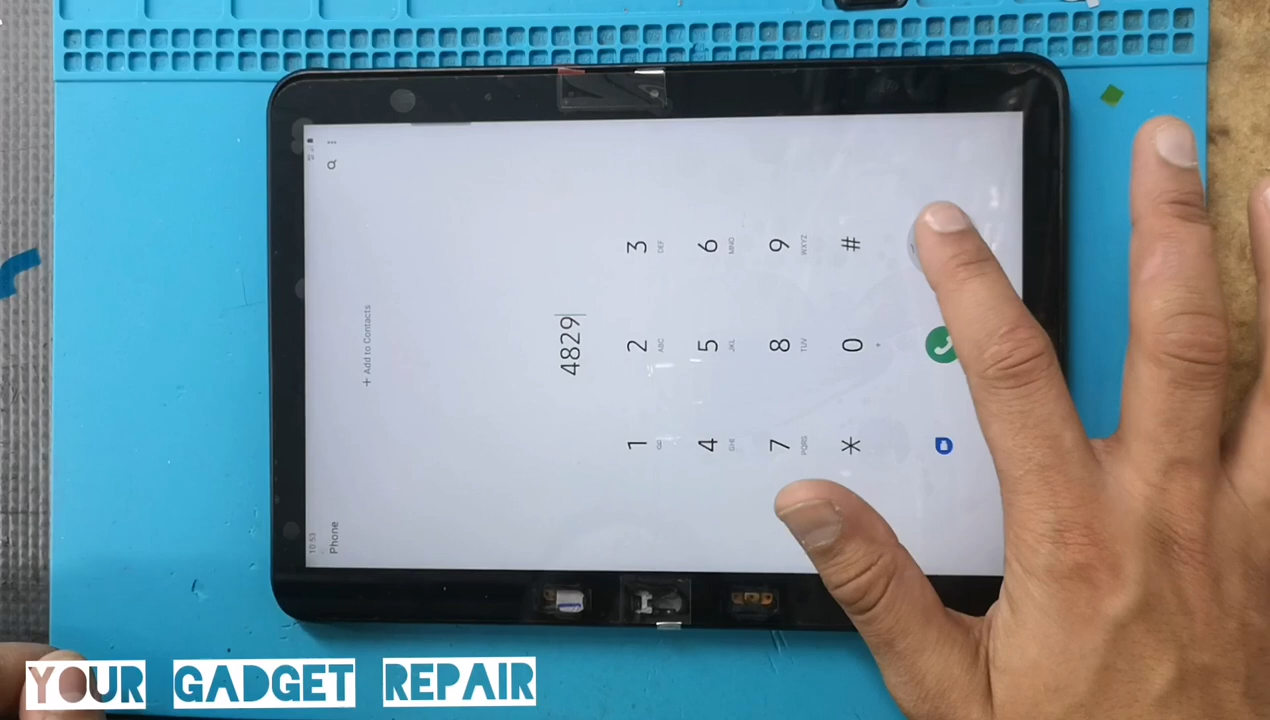 10:53
Phone
+ Add to Contacts
4829
1 2 ABC 3 DEF
4 GHI 5 JKL 6 MNO
7 PQRS 8 TUV 9 WXYZ
* 0 + #
YOUR GADGET REPAIR